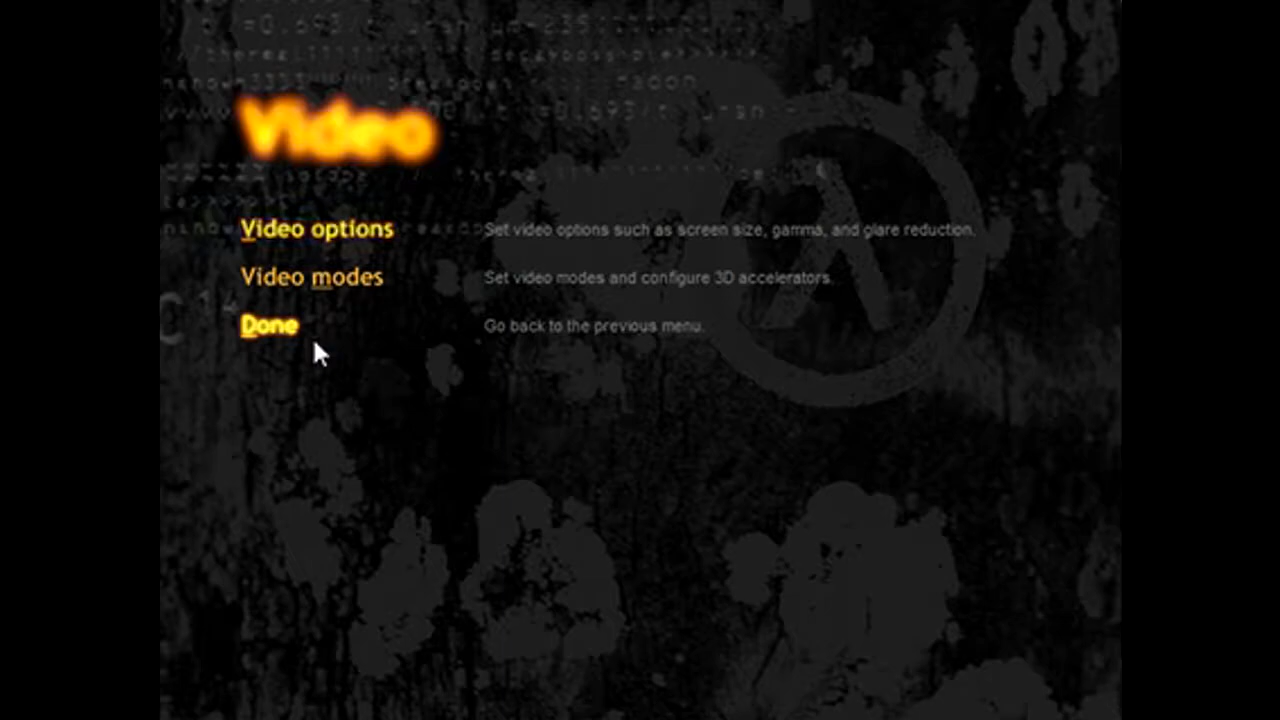 Video
Video options Set video options such as screen size, gamma, and glare reduction.
Video modes Set video modes and configure 3D accelerators.
Done Go back to the previous menu.